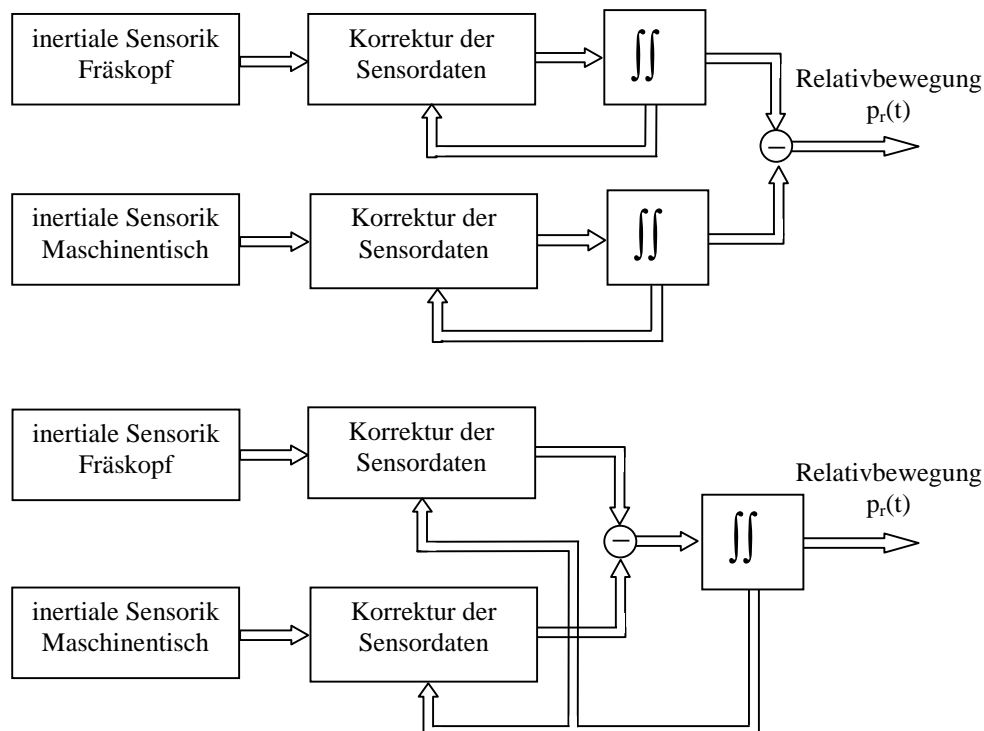 inertiale Sensorik
Fräskopf
Korrektur der
Sensordaten
∬
Relativbewegung
pr(t)
−
inertiale Sensorik
Maschinentisch
Korrektur der
Sensordaten
∬
inertiale Sensorik
Fräskopf
Korrektur der
Sensordaten
Relativbewegung
pr(t)
∬
−
inertiale Sensorik
Maschinentisch
Korrektur der
Sensordaten